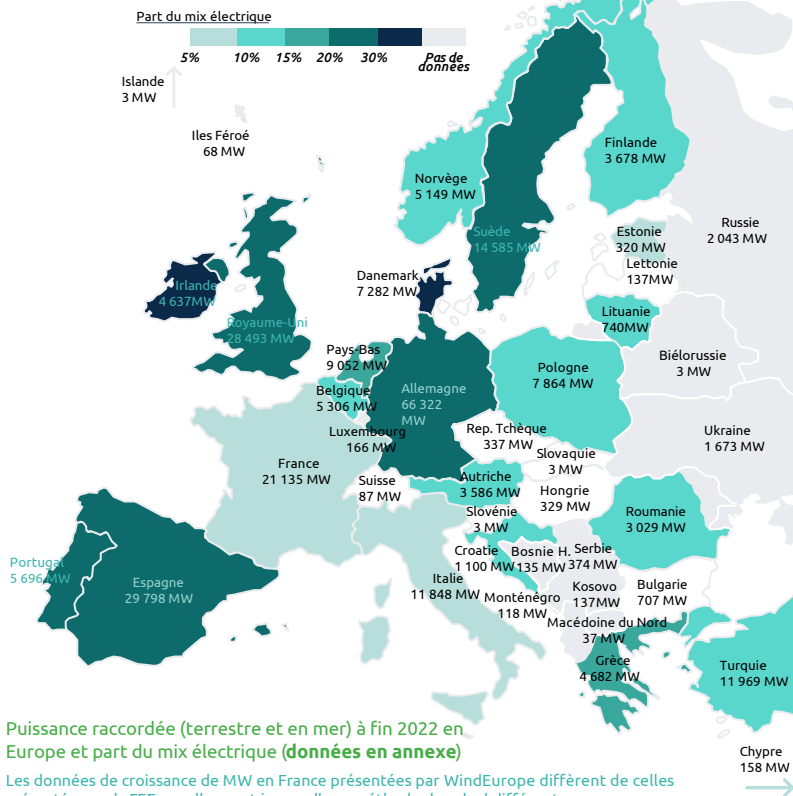 Part du mix électrique
5% 10% 15% 20% 30% Pas de
données
Islande
3 MW
Iles Féroé
68 MW
Finlande
3 678 MW
Norvège
5 149 MW
Suède
14 585 MW
Russie
2 043 MW
Estonie
320 MW
Lettonie
137MW
Danemark
7 282 MW
Irlande
4 637MW
Lituanie
740MW
Royaume-Uni
28 493 MW
Pays-Bas
9 052 MW
Biélorussie
3 MW
Pologne
7 864 MW
Belgique
5 306 MW
Allemagne
66 322
MW
Luxembourg
166 MW
Rep. Tchèque
337 MW
Ukraine
1 673 MW
Slovaquie
3 MW
France
21 135 MW
Suisse
87 MW
Autriche
3 586 MW
Hongrie
329 MW
Slovénie
3 MW
Roumanie
3 029 MW
Croatie
1 100 MW
Bosnie H.
135 MW
Serbie
374 MW
Portugal
5 696 MW
Espagne
29 798 MW
Italie
11 848 MW
Monténégro
118 MW
Kosovo
137MW
Bulgarie
707 MW
Macédoine du Nord
37 MW
Grèce
4 682 MW
Turquie
11 969 MW
Puissance raccordée (terrestre et en mer) à fin 2022 en
Europe et part du mix électrique (données en annexe)
Chypre
158 MW
Les données de croissance de MW en France présentées par WindEurope diffèrent de celles